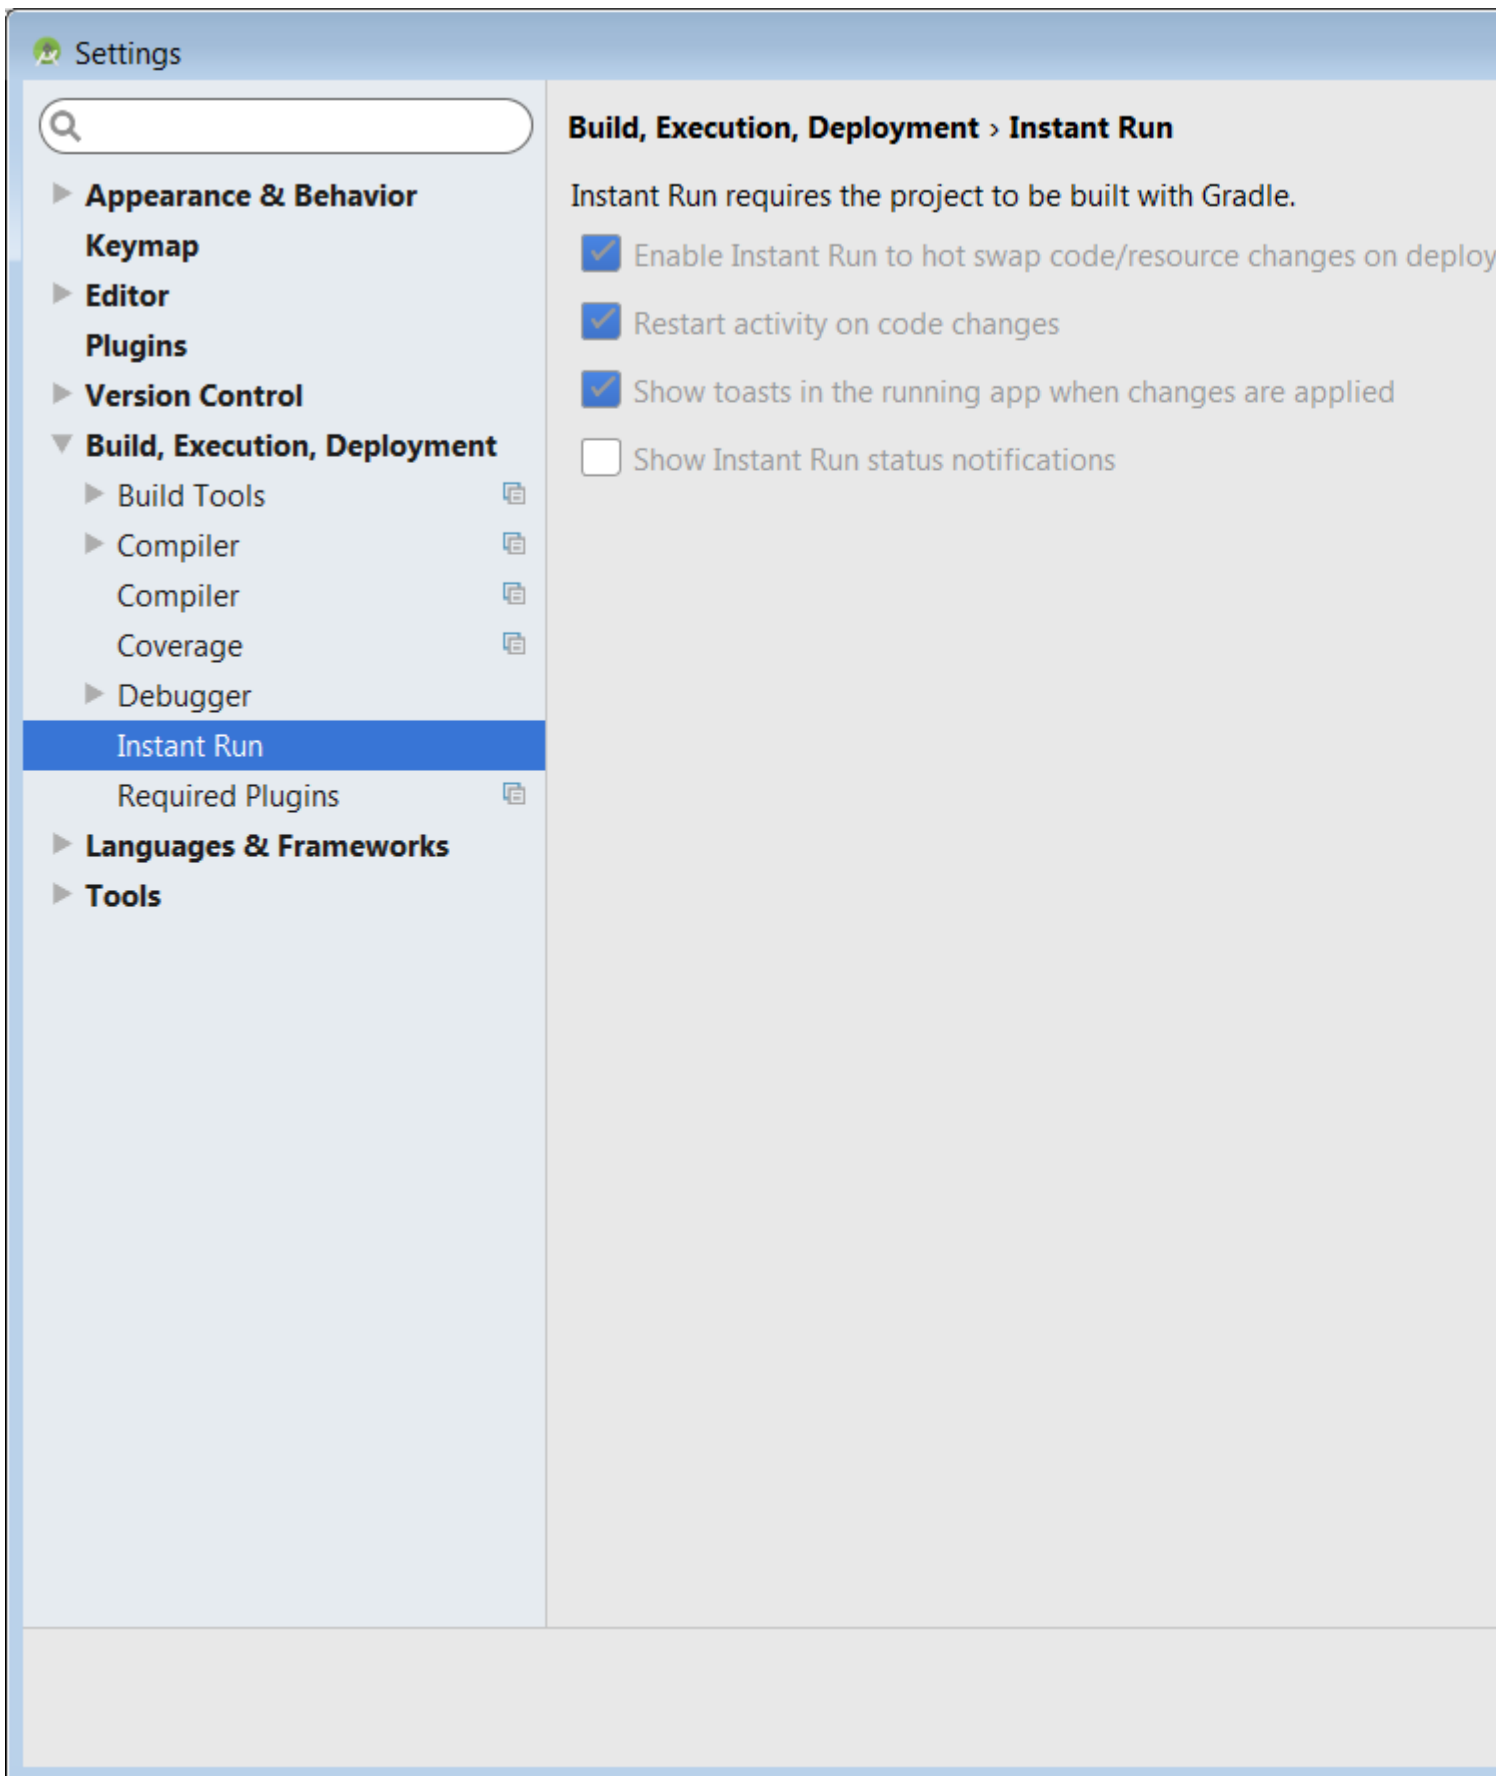 Settings
Appearance & Behavior
Keymap
Editor
Plugins
Version Control
Build, Execution, Deployment
Build Tools
Compiler
Compiler
Coverage
Debugger
Instant Run
Required Plugins
Languages & Frameworks
Tools
Build, Execution, Deployment › Instant Run
Instant Run requires the project to be built with Gradle.
Enable Instant Run to hot swap code/resource changes on deploy
Restart activity on code changes
Show toasts in the running app when changes are applied
Show Instant Run status notifications